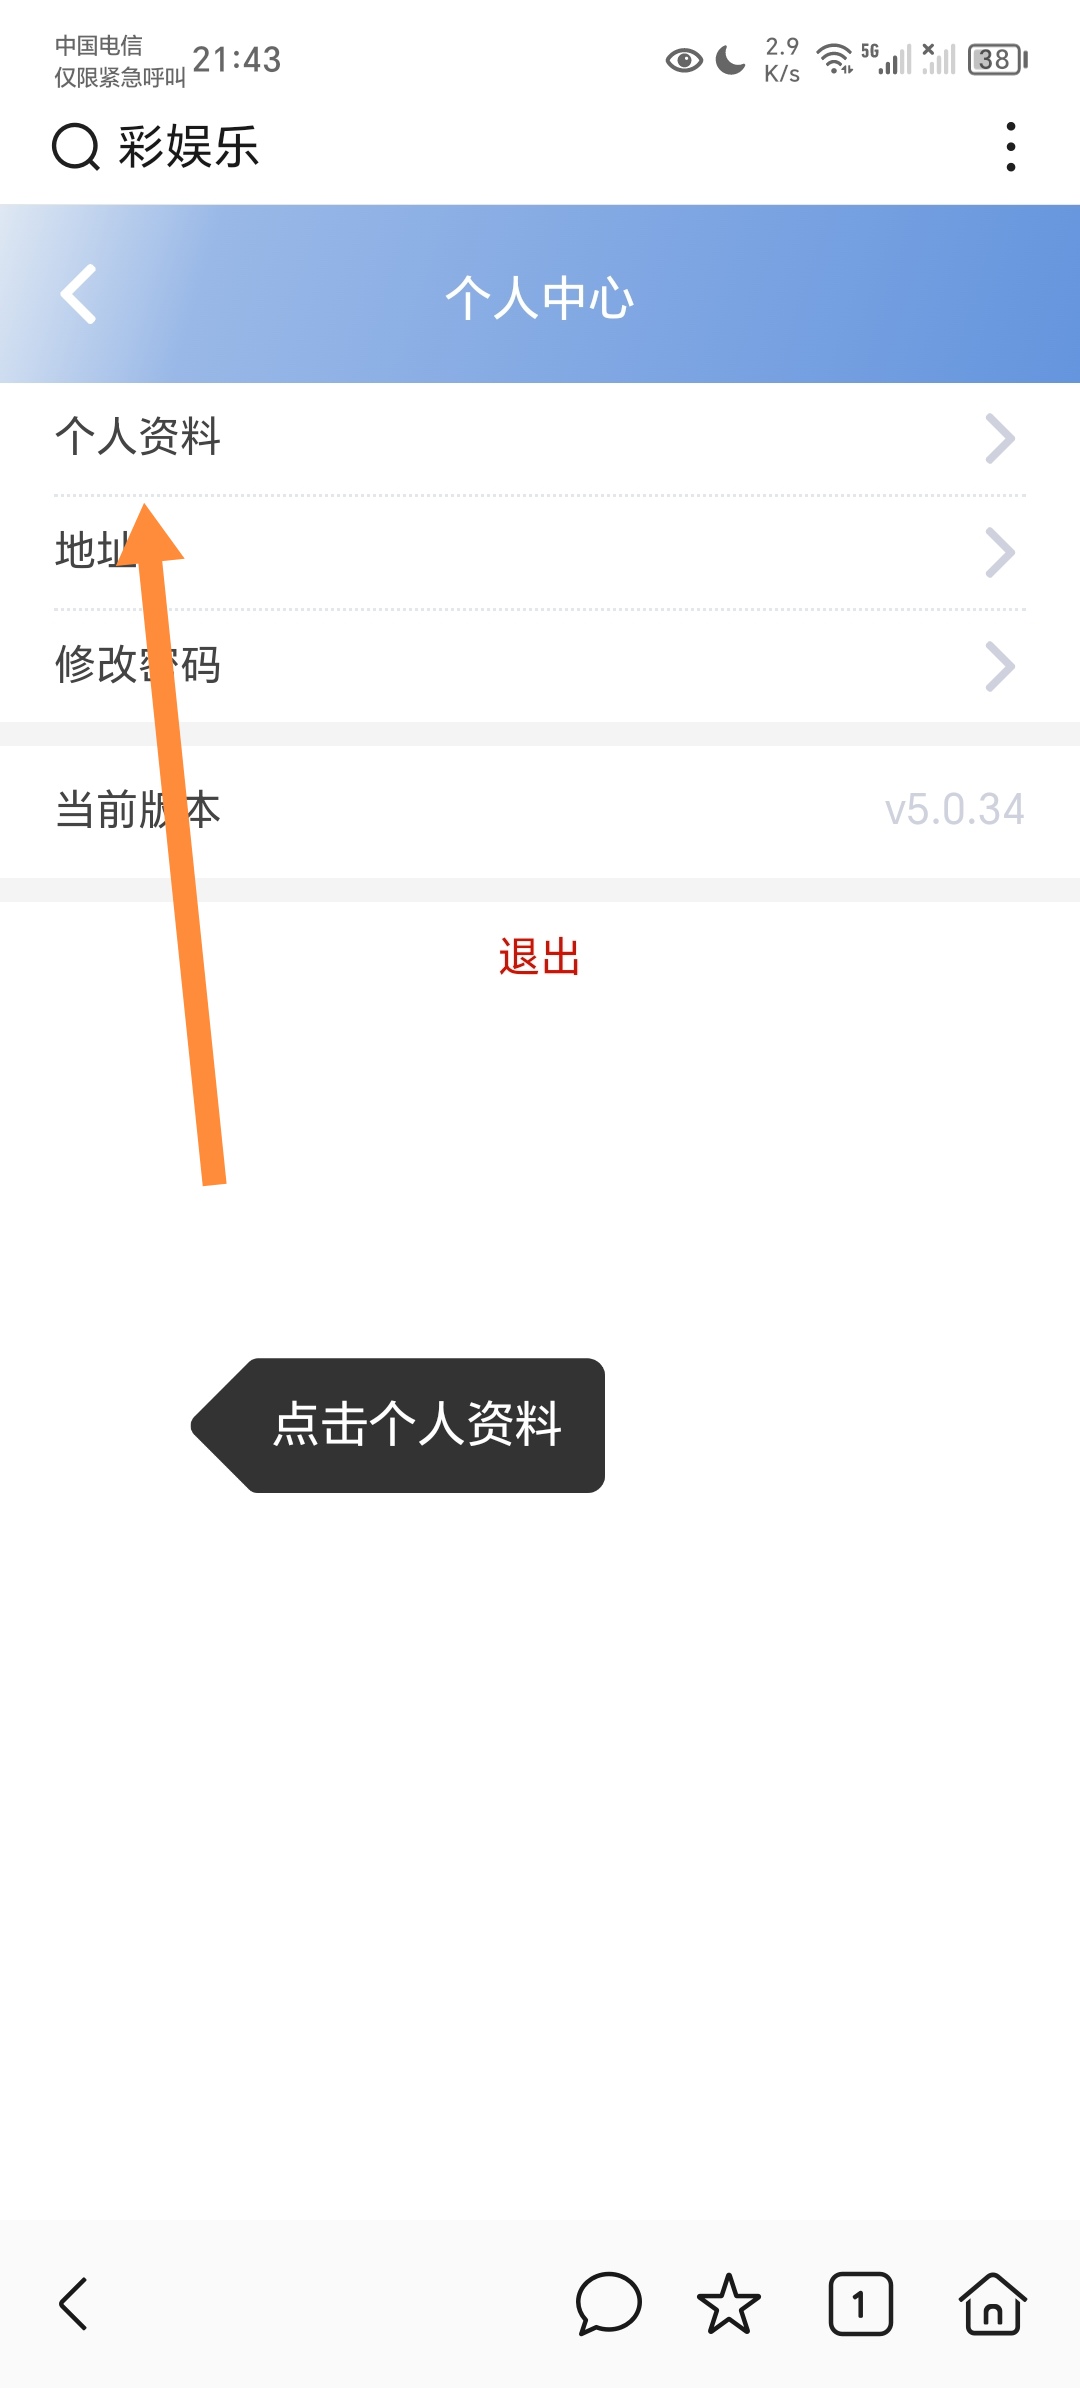 中国电信
仅限紧急呼叫
21:43
2.9
K/s
5G
38
彩娱乐
个人中心
个人资料
地址
修改密码
当前版本
v5.0.34
退出
点击个人资料
1